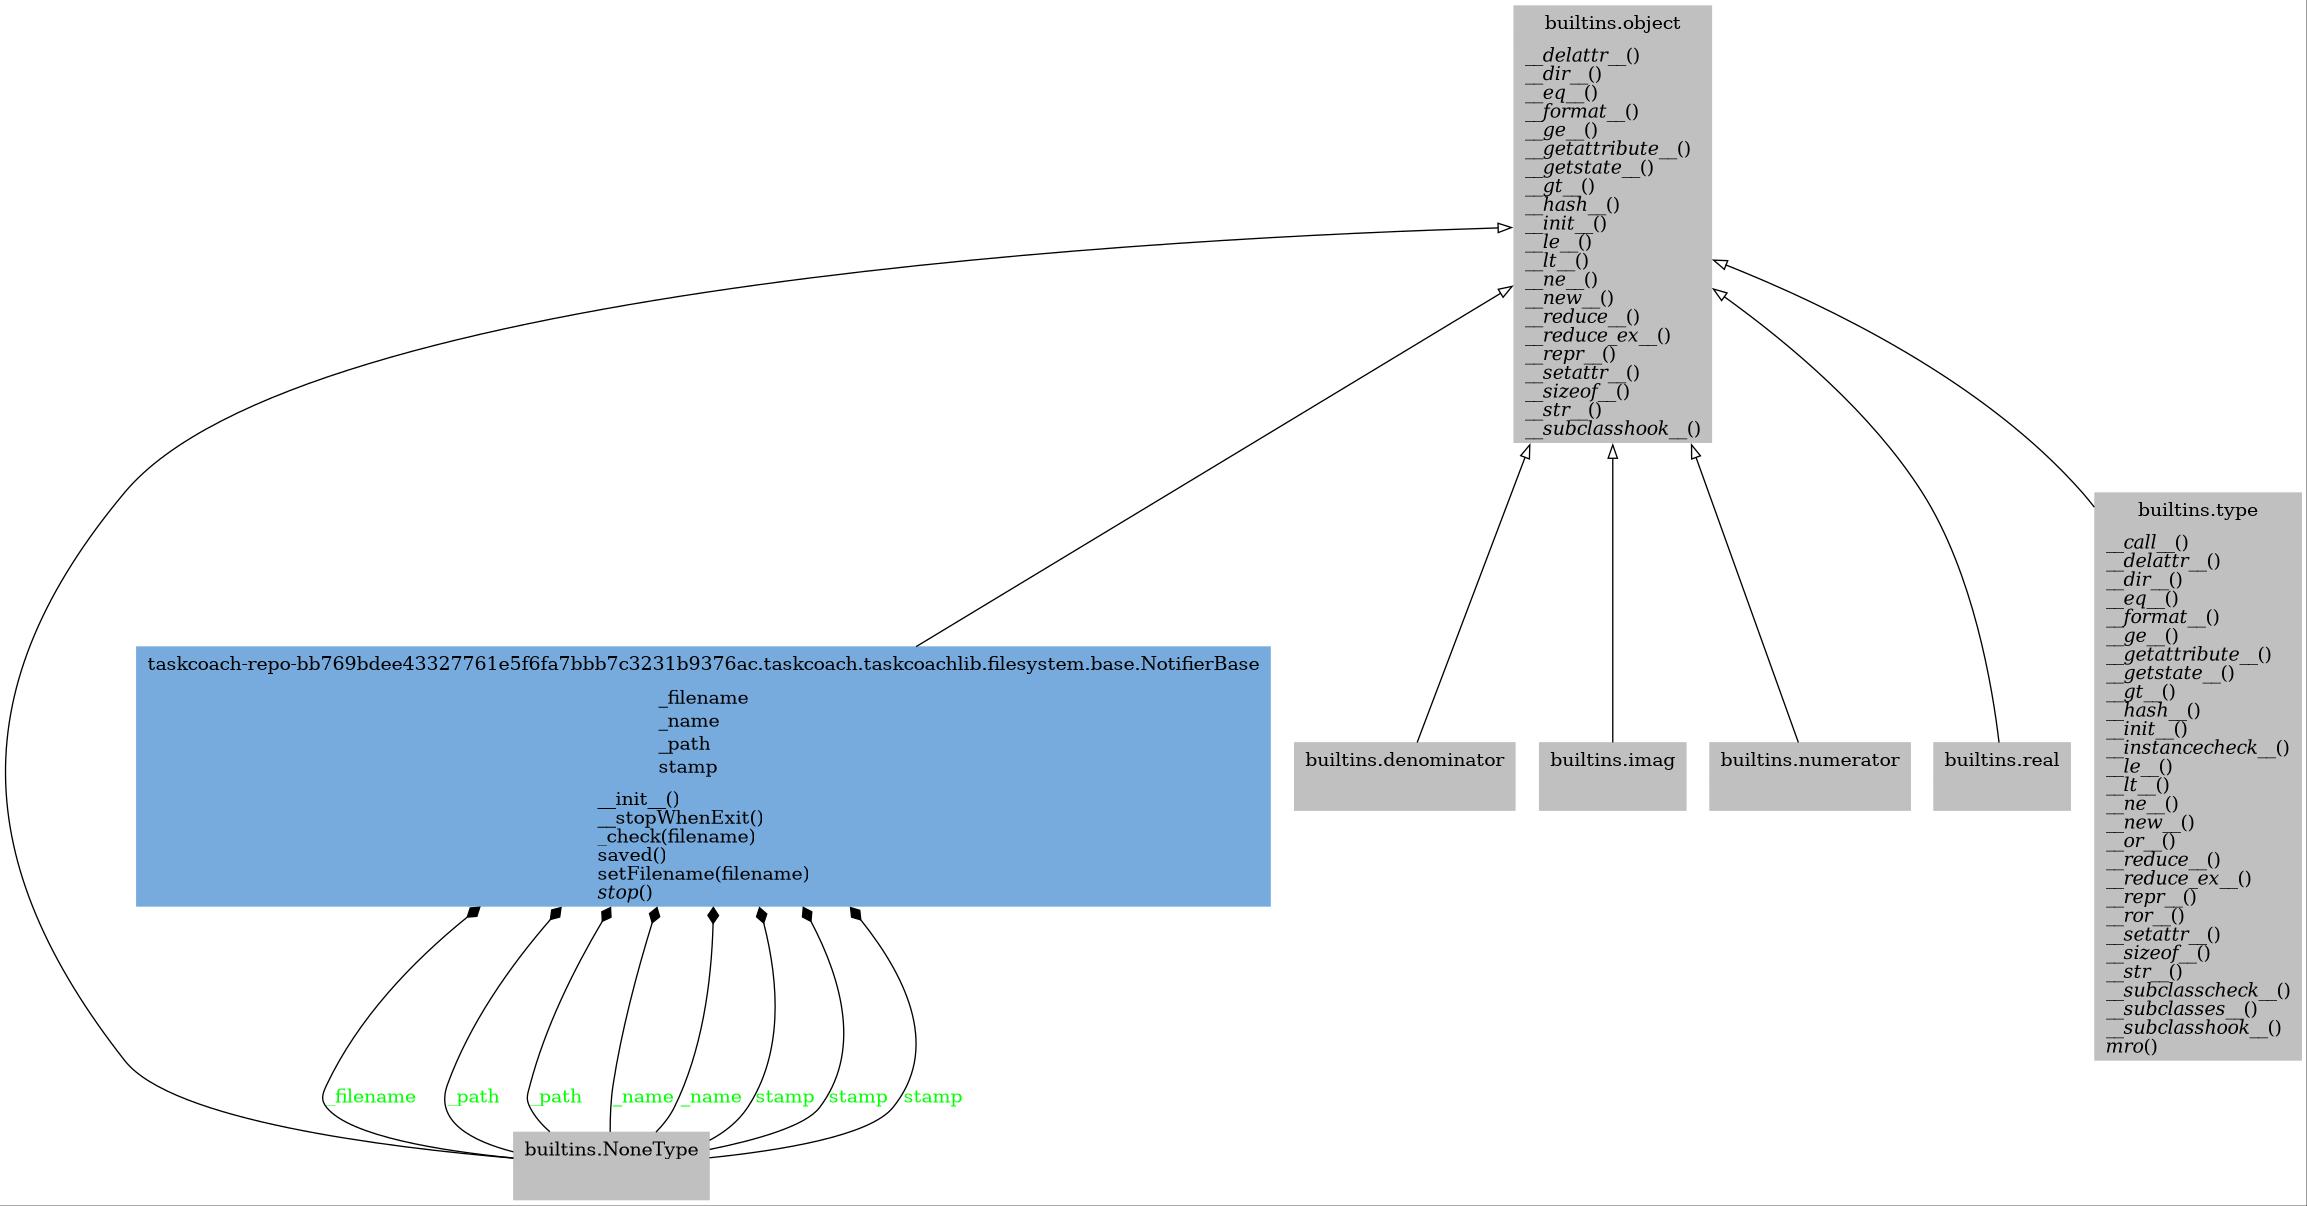 builtins.object
__delattr__()
__dir__()
__eq__()
__format__()
__ge__()
__getattribute__()
__getstate__()
__gt__()
__hash__()
__init__()
__le__()
__lt__()
__ne__()
__new__()
__reduce__()
__reduce_ex__()
__repr__()
__setattr__()
__sizeof__()
__str__()
__subclasshook__()
builtins.type
__call__()
__delattr__()
__dir__()
__eq__()
__format__()
__ge__()
__getattribute__()
__getstate__()
__gt__()
__hash__()
__init__()
__instancecheck__()
__le__()
__lt__()
__ne__()
__new__()
__or__()
__reduce__()
__reduce_ex__()
__repr__()
__ror__()
__setattr__()
__sizeof__()
__str__()
__subclasscheck__()
__subclasses__()
__subclasshook__()
mro()
taskcoach-repo-bb769bdee43327761e5f6fa7bbb7c3231b9376ac.taskcoach.taskcoachlib.filesystem.base.NotifierBase
_filename
_name
_path
stamp
__init__()
__stopWhenExit()
_check(filename)
saved()
setFilename(filename)
stop()
builtins.denominator
builtins.imag
builtins.numerator
builtins.real
_filename
_path
_path
_name
_name
stamp
stamp
stamp
builtins.NoneType